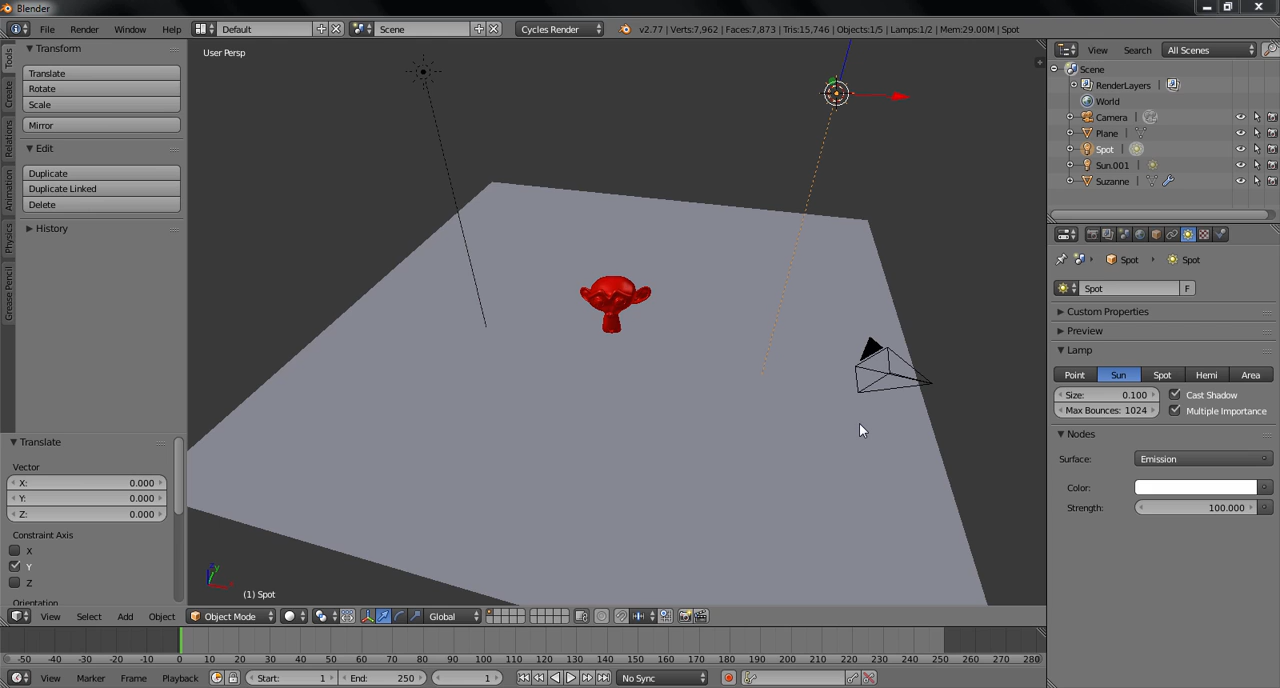 Blender
File Render Window Help Default Scene Cycles Render v2.77 | Verts:7,962 | Faces:7,873 | Tris:15,746 | Objects:1/5 | Lamps:1/2 | Mem:29.00M | Spot
Tools
Create
Relations
Animation
Physics
Grease Pencil
Transform
Translate
Rotate
Scale
Mirror
Edit
Duplicate
Duplicate Linked
Delete
History
Translate
Vector
X: 0.000
Y: 0.000
Z: 0.000
Constraint Axis
X
Y
Z
Orientation
User Persp
(1) Spot
View Search All Scenes
Scene
RenderLayers
World
Camera
Plane
Spot
Sun.001
Suzanne
Spot Spot
Spot F
Custom Properties
Preview
Lamp
Point Sun Spot Hemi Area
Size: 0.100 Cast Shadow
Max Bounces: 1024 Multiple Importance
Nodes
Surface: Emission
Color:
Strength: 100.000
View Select Add Object Object Mode Global
-50 -40 -30 -20 -10 0 10 20 30 40 50 60 70 80 90 100 110 120 130 140 150 160 170 180 190 200 210 220 230 240 250 260 270 280
View Marker Frame Playback Start: 1 End: 250 1 No Sync